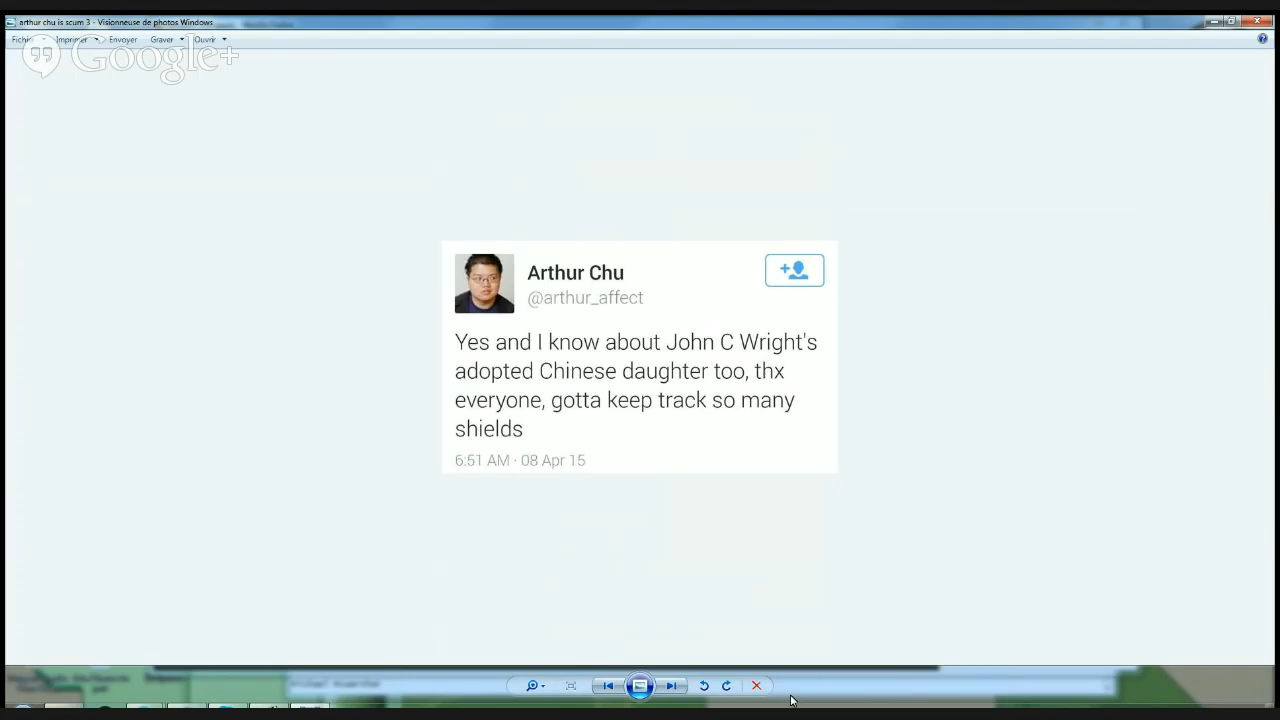 arthur chu is scum 3 - Visionneuse de photos Windows
Fichier Imprimer Envoyer Graver Ouvrir
Google+
Arthur Chu
@arthur_affect
Yes and I know about John C Wright's
adopted Chinese daughter too, thx
everyone, gotta keep track so many
shields
6:51 AM · 08 Apr 15